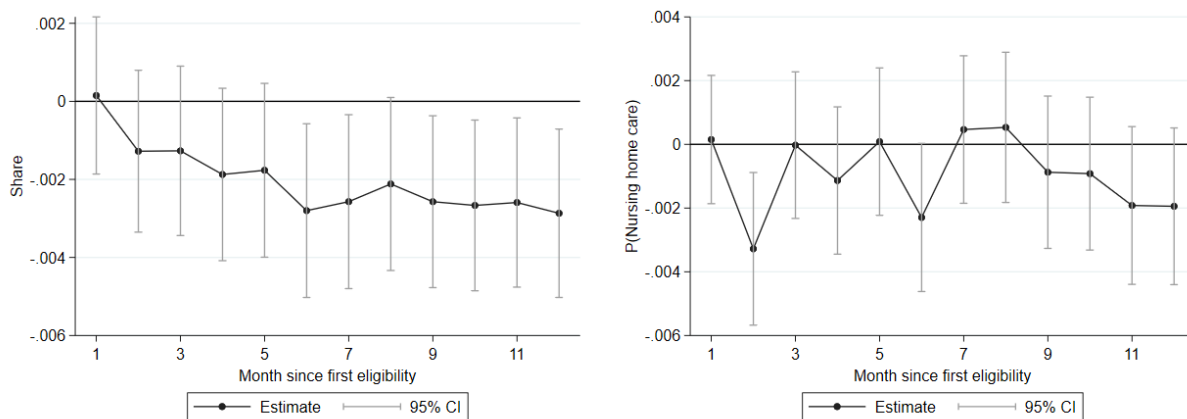 .002
0
-.002
-.004
-.006
Share
1 3 5 7 9 11
Month since first eligibility
Estimate 95% CI
.004
.002
0
-.002
-.004
-.006
P(Nursing home care)
1 3 5 7 9 11
Month since first eligibility
Estimate 95% CI